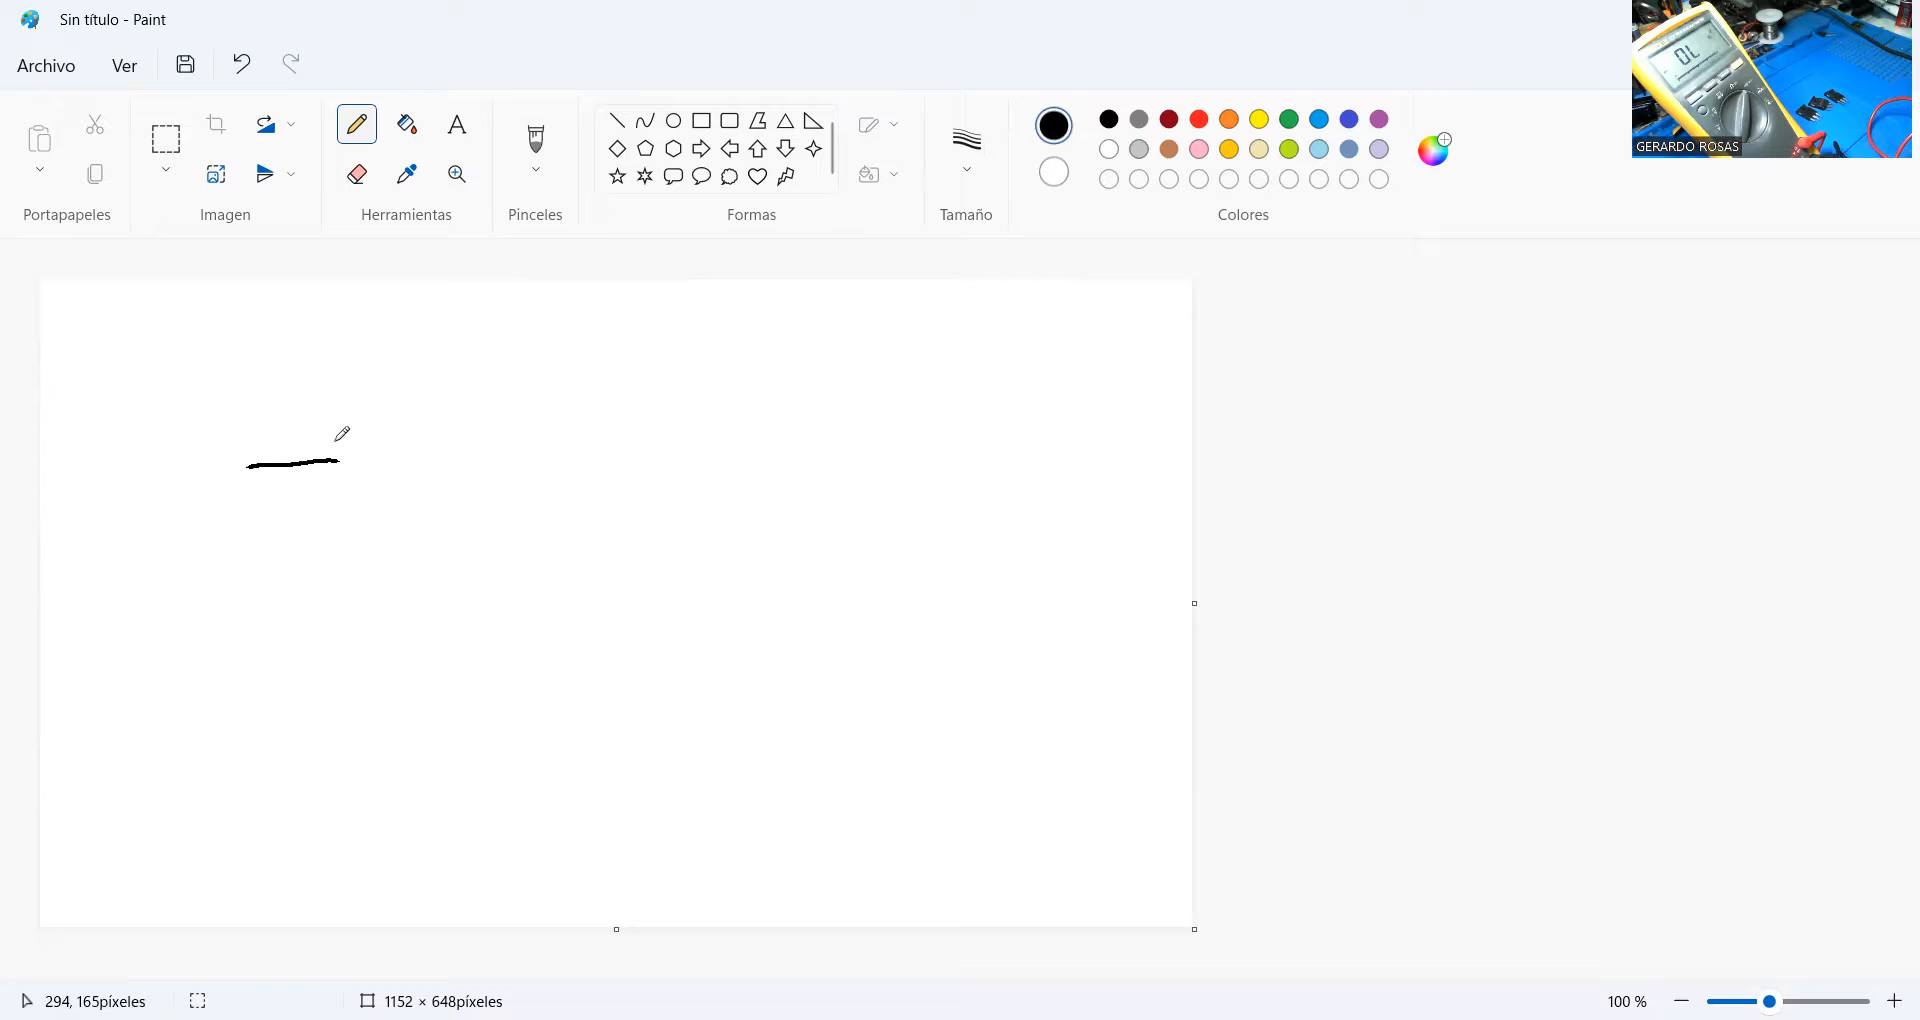 Sin título - Paint
Archivo Ver
Portapapeles Imagen Herramientas Pinceles Formas Tamaño Colores
OL
GERARDO ROSAS
294, 165píxeles 1152 × 648píxeles 100 %